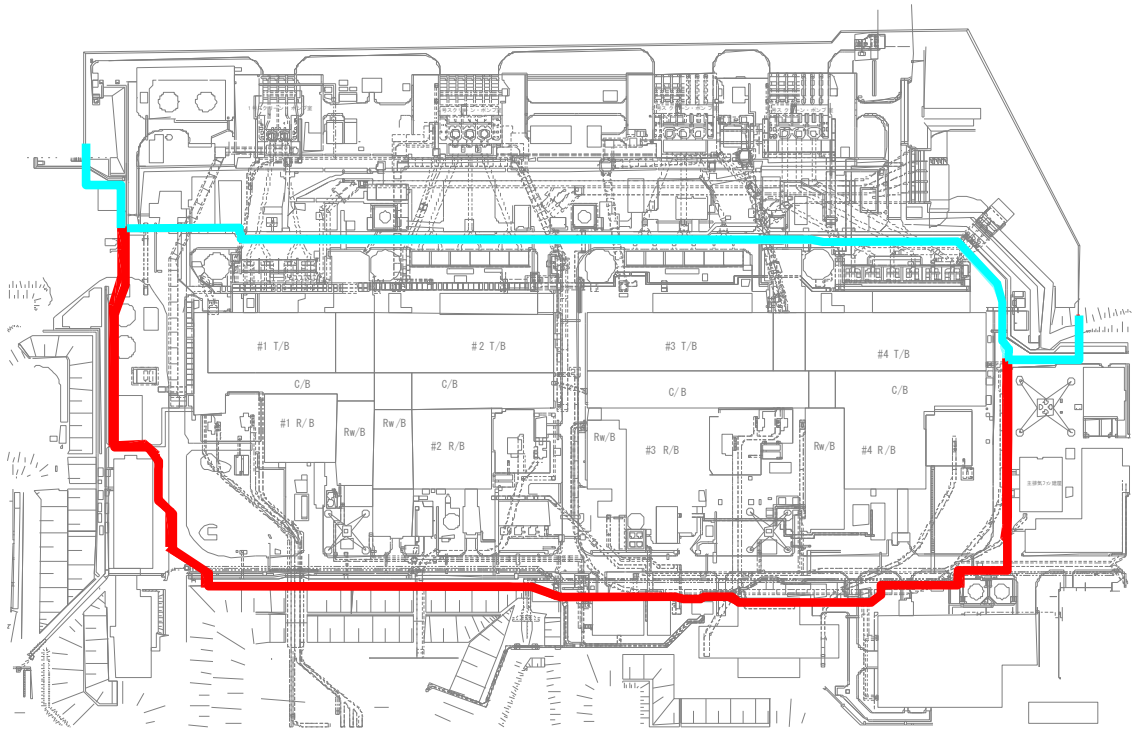 #1 T/B
#2 T/B
#3 T/B
#4 T/B
C/B
C/B
C/B
C/B
#1 R/B
Rw/B
Rw/B
#2 R/B
Rw/B
#3 R/B
Rw/B
#4 R/B